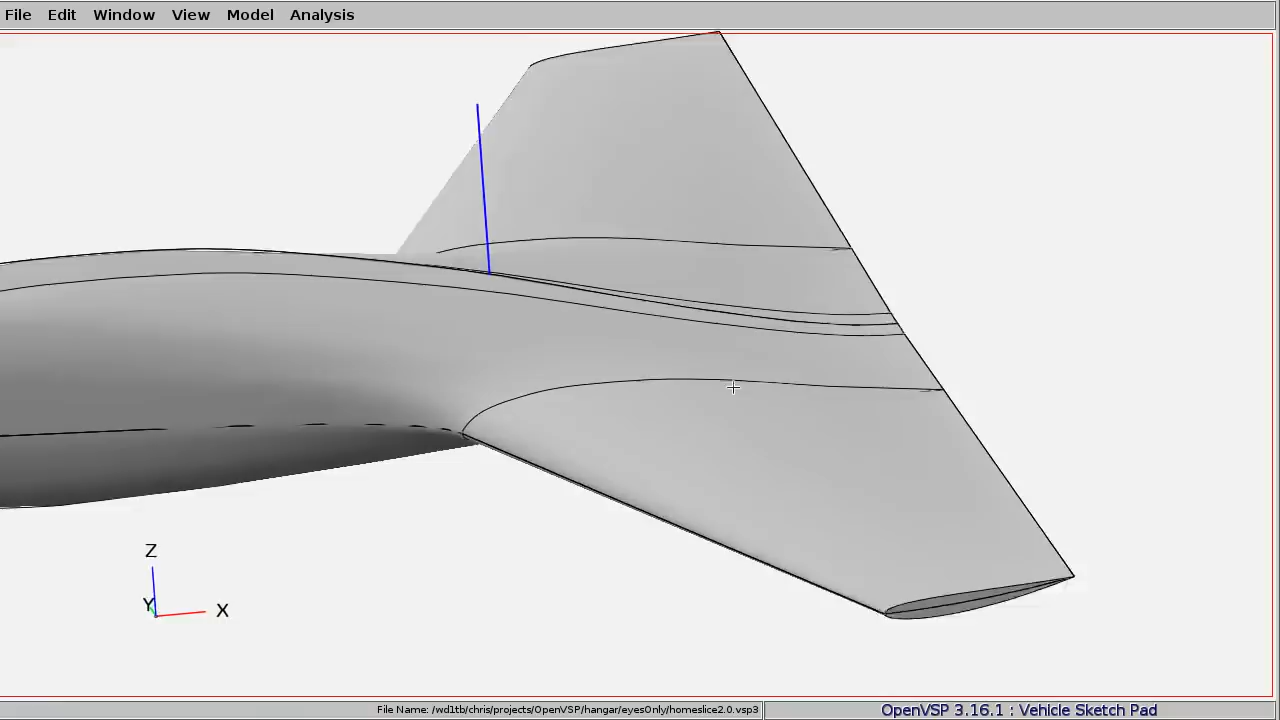 File Edit Window View Model Analysis
Z
Y X
File Name: /wd1tb/chris/projects/OpenVSP/hangar/eyesOnly/homeslice2.0.vsp3
OpenVSP 3.16.1 : Vehicle Sketch Pad